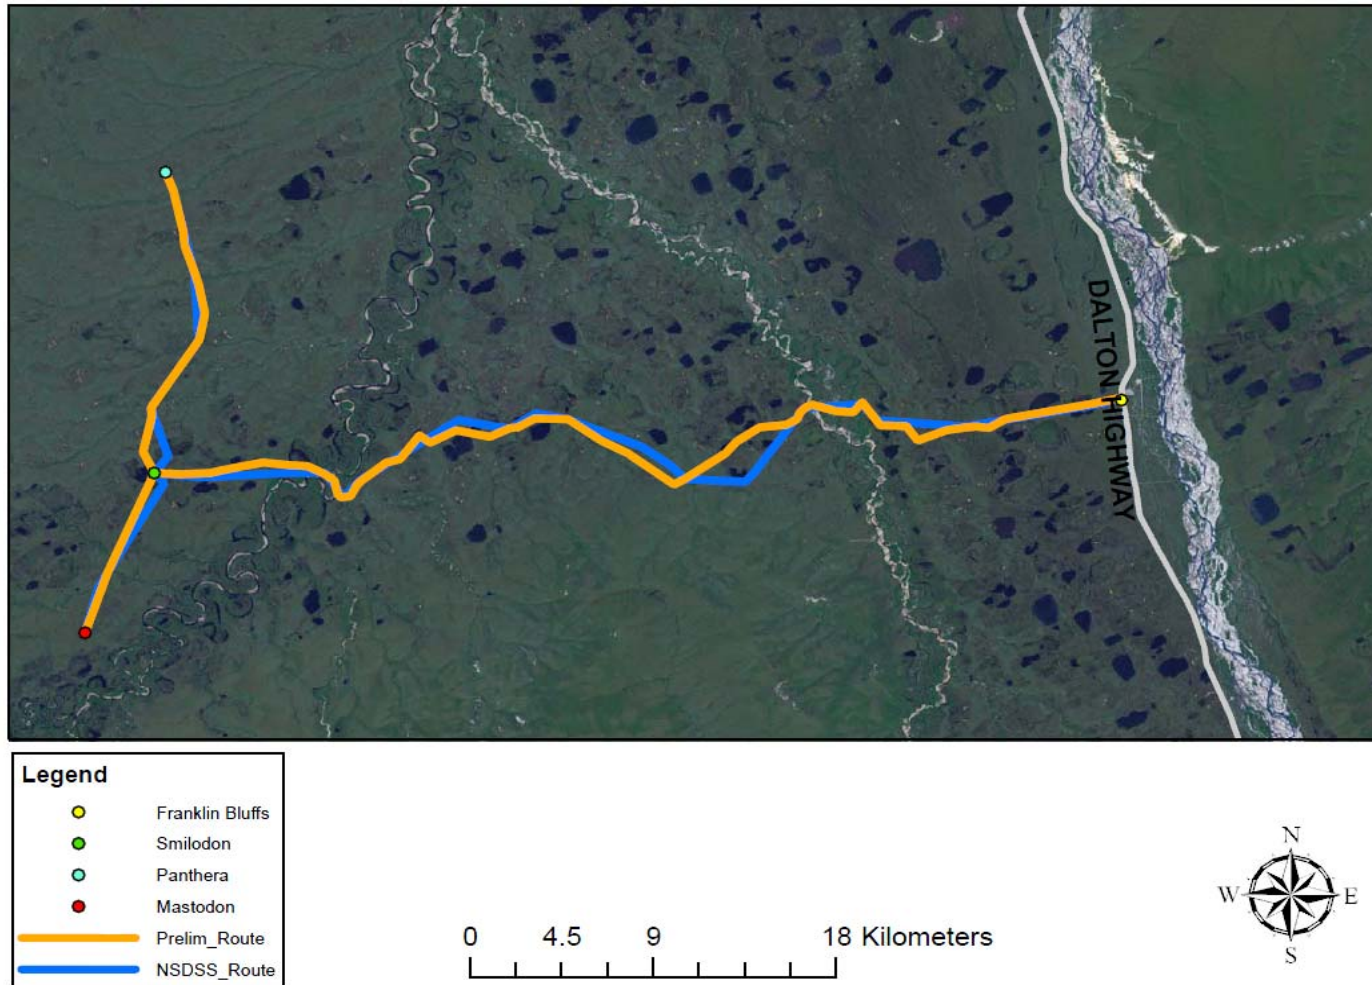 DALTON HIGHWAY
Legend
Franklin Bluffs
Smilodon
Panthera
Mastodon
Prelim_Route
NSDSS_Route
0 4.5 9 18 Kilometers
N
W E
S